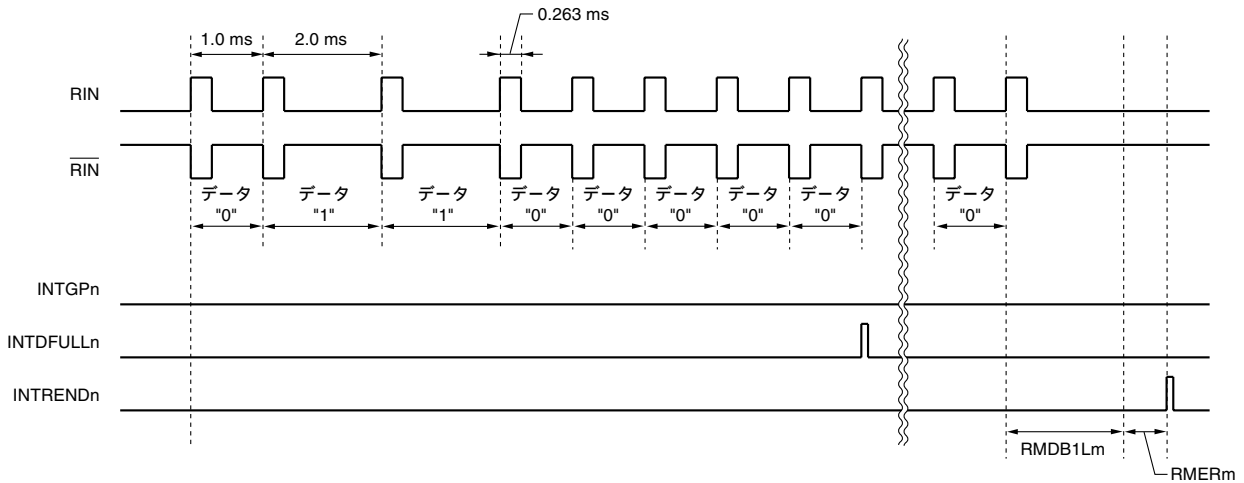 0.263 ms
1.0 ms
2.0 ms
RIN
RIN
データ
"0"
データ
"1"
データ
"1"
データ
"0"
データ
"0"
データ
"0"
データ
"0"
データ
"0"
データ
"0"
INTGPn
INTDFULLn
INTRENDn
RMDB1Lm
RMERm